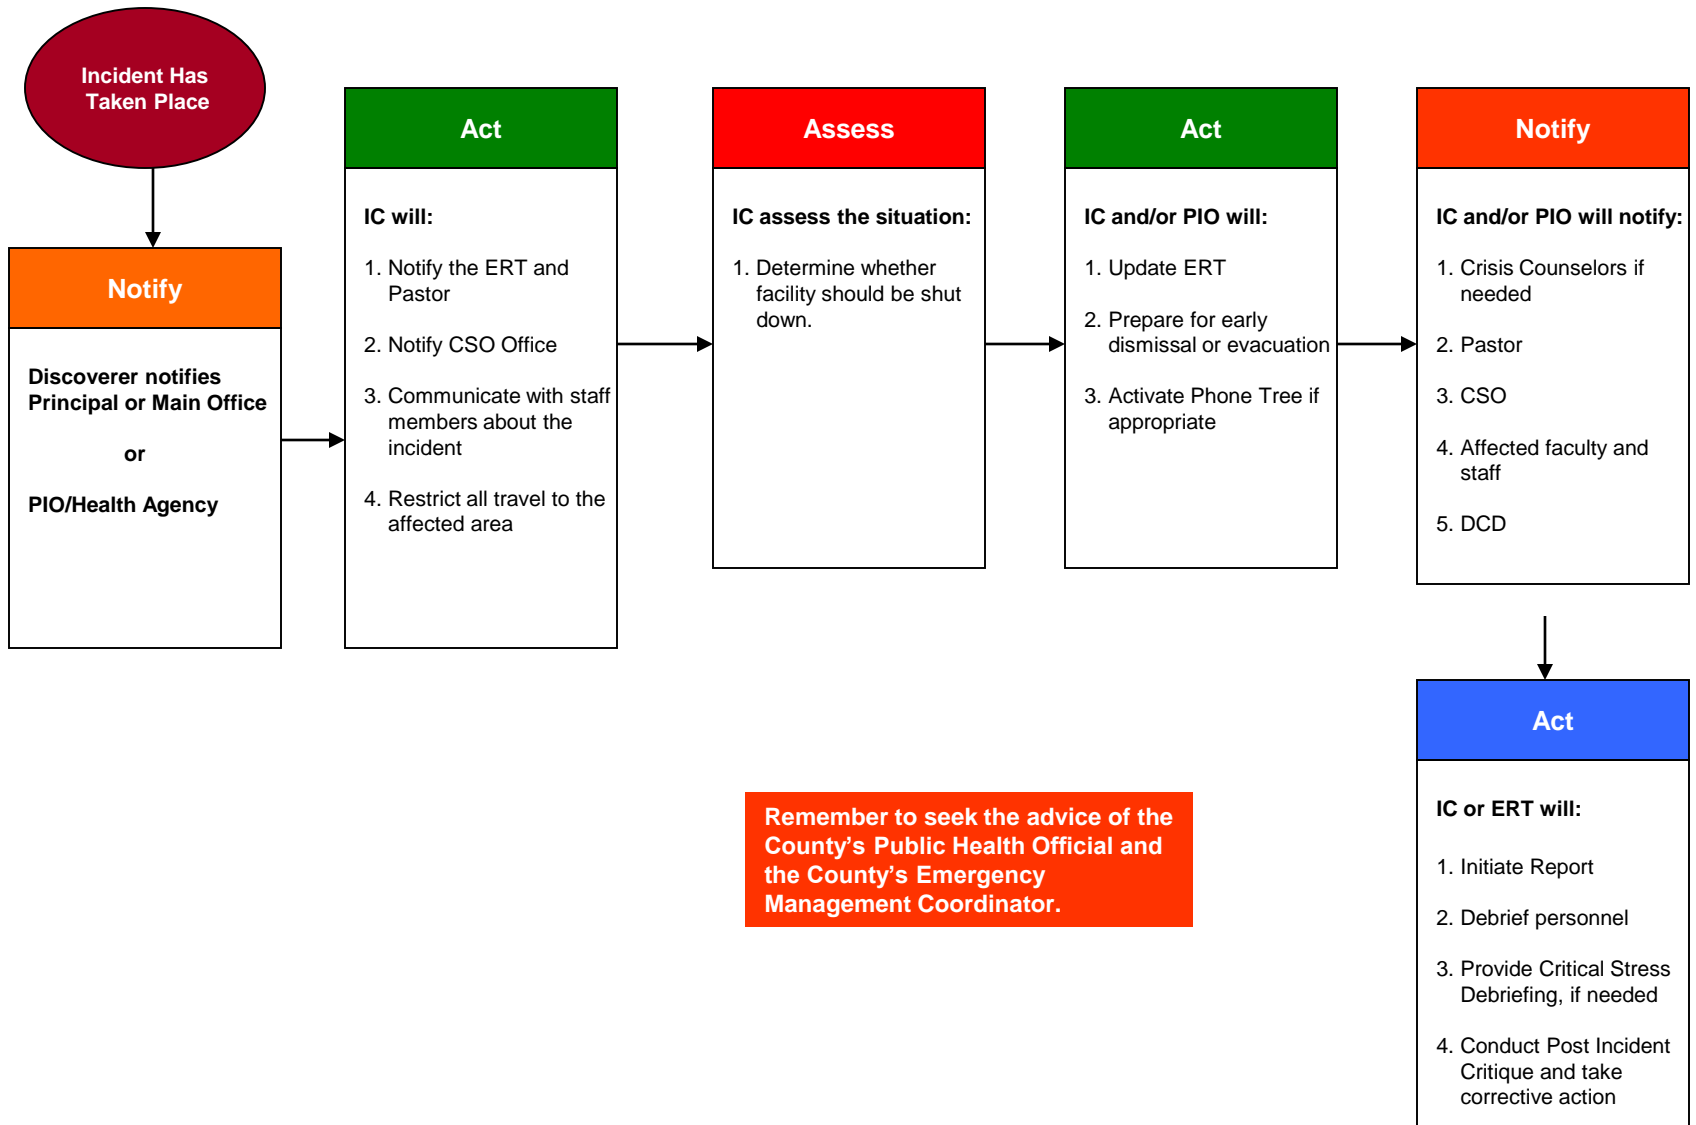 Incident Has
Taken Place
Notify
Discoverer notifies
Principal or Main Office
or
PIO/Health Agency
Act
IC will:
1. Notify the ERT and
Pastor
2. Notify CSO Office
3. Communicate with staff
members about the
incident
4. Restrict all travel to the
affected area
Assess
IC assess the situation:
1. Determine whether
facility should be shut
down.
Act
IC and/or PIO will:
1. Update ERT
2. Prepare for early
dismissal or evacuation
3. Activate Phone Tree if
appropriate
Notify
IC and/or PIO will notify:
1. Crisis Counselors if
needed
2. Pastor
3. CSO
4. Affected faculty and
staff
5. DCD
Act
IC or ERT will:
1. Initiate Report
2. Debrief personnel
3. Provide Critical Stress
Debriefing, if needed
4. Conduct Post Incident
Critique and take
corrective action
Remember to seek the advice of the
County’s Public Health Official and
the County’s Emergency
Management Coordinator.